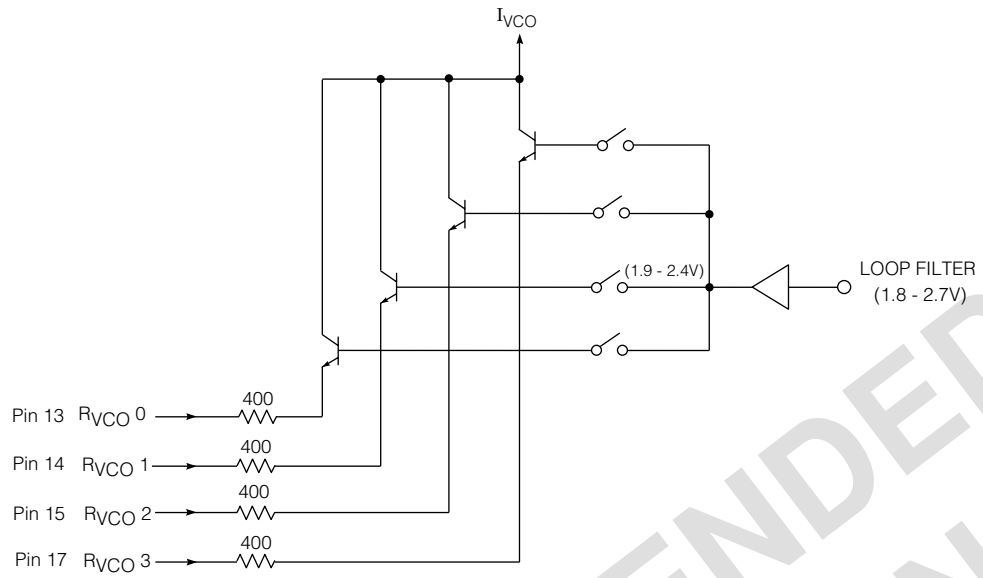 IVCO
(1.9 - 2.4V)
LOOP FILTER
(1.8 - 2.7V)
400
Pin 13 RVCO 0
400
Pin 14 RVCO 1
400
Pin 15 RVCO 2
400
Pin 17 RVCO 3
ENDED